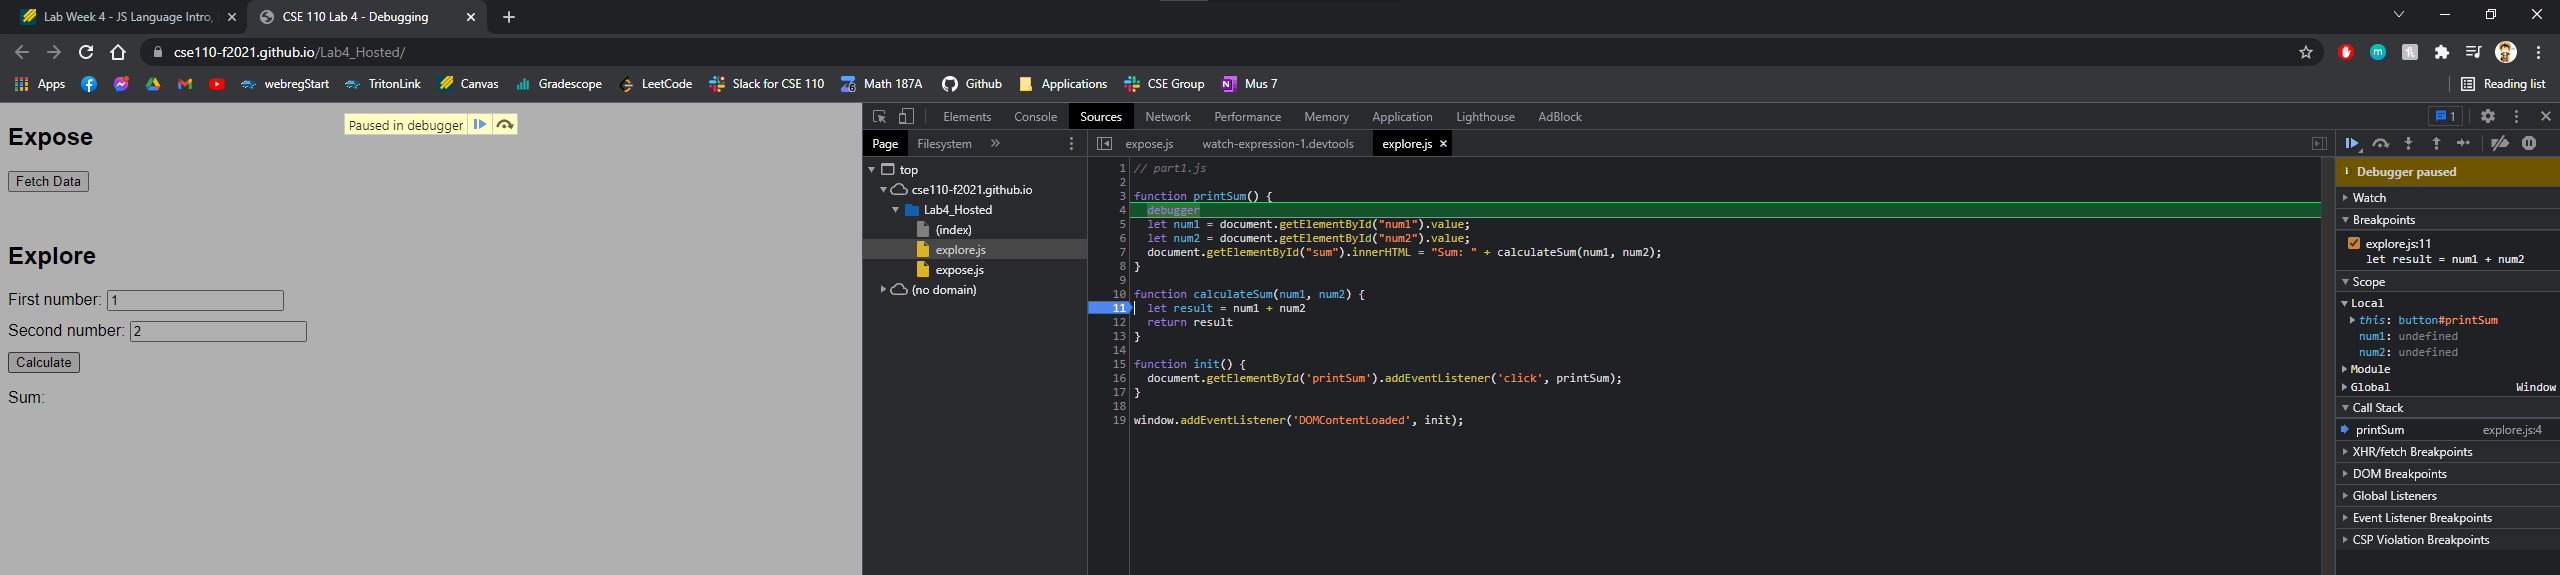 Lab Week 4 - JS Language Intro,
CSE 110 Lab 4 - Debugging
cse110-f2021.github.io/Lab4_Hosted/
Apps
webregStart
TritonLink
Canvas
Gradescope
LeetCode
Slack for CSE 110
Math 187A
Github
Applications
CSE Group
Mus 7
Reading list
Expose
Paused in debugger
Fetch Data
Explore
First number: 1
Second number: 2
Calculate
Sum:
Elements
Console
Sources
Network
Performance
Memory
Application
Lighthouse
AdBlock
1
Page
Filesystem
top
cse110-f2021.github.io
Lab4_Hosted
(index)
explore.js
expose.js
(no domain)
expose.js
watch-expression-1.devtools
explore.js
1 // part1.js
2
3 function printSum() {
4   debugger
5   let num1 = document.getElementById("num1").value;
6   let num2 = document.getElementById("num2").value;
7   document.getElementById("sum").innerHTML = "Sum: " + calculateSum(num1, num2);
8 }
9
10 function calculateSum(num1, num2) {
11   let result = num1 + num2
12   return result
13 }
14
15 function init() {
16   document.getElementById('printSum').addEventListener('click', printSum);
17 }
18
19 window.addEventListener('DOMContentLoaded', init);
Debugger paused
Watch
Breakpoints
explore.js:11
let result = num1 + num2
Scope
Local
this: button#printSum
num1: undefined
num2: undefined
Module
Global Window
Call Stack
printSum explore.js:4
XHR/fetch Breakpoints
DOM Breakpoints
Global Listeners
Event Listener Breakpoints
CSP Violation Breakpoints